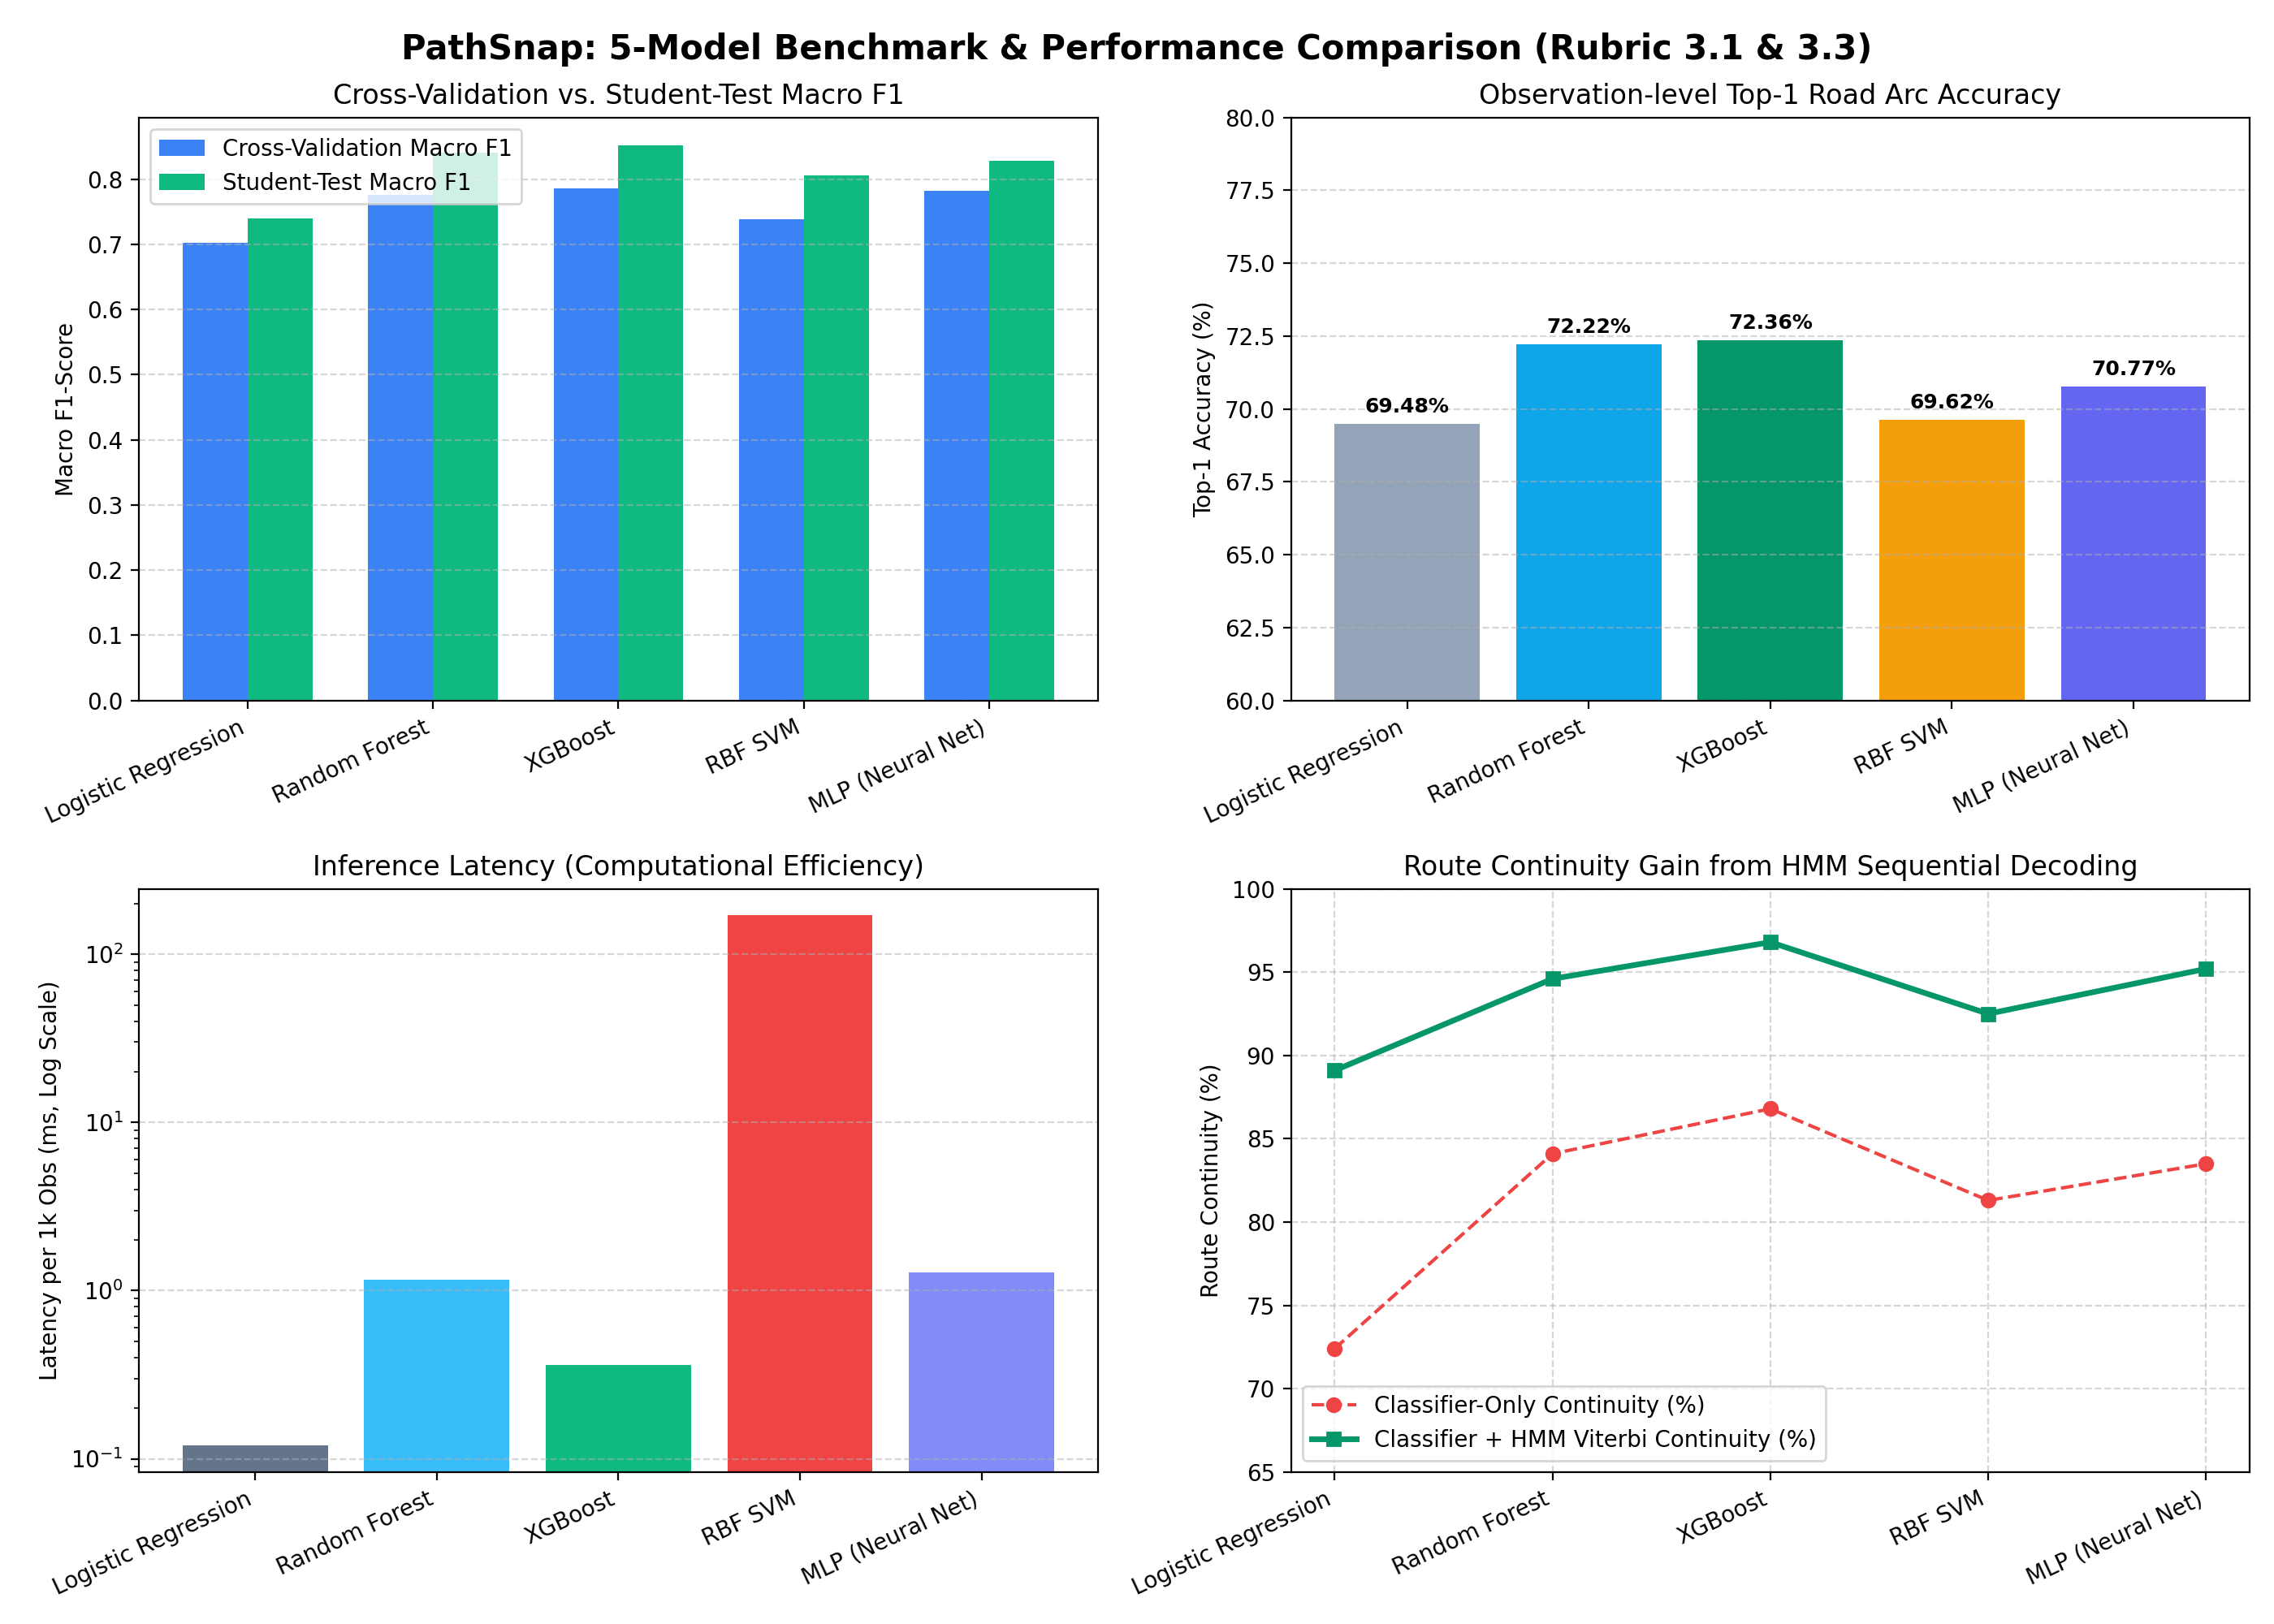 PathSnap: 5-Model Benchmark & Performance Comparison (Rubric 3.1 & 3.3)
Cross-Validation vs. Student-Test Macro F1
Cross-Validation Macro F1
Student-Test Macro F1
Macro F1-Score
0.8
0.7
0.6
0.5
0.4
0.3
0.2
0.1
0.0
Logistic Regression
Random Forest
XGBoost
RBF SVM
MLP (Neural Net)
Observation-level Top-1 Road Arc Accuracy
Top-1 Accuracy (%)
80.0
77.5
75.0
72.5
70.0
67.5
65.0
62.5
60.0
69.48%
72.22%
72.36%
69.62%
70.77%
Logistic Regression
Random Forest
XGBoost
RBF SVM
MLP (Neural Net)
Inference Latency (Computational Efficiency)
Latency per 1k Obs (ms, Log Scale)
10²
10¹
10⁰
10⁻¹
Logistic Regression
Random Forest
XGBoost
RBF SVM
MLP (Neural Net)
Route Continuity Gain from HMM Sequential Decoding
Route Continuity (%)
100
95
90
85
80
75
70
65
Classifier-Only Continuity (%)
Classifier + HMM Viterbi Continuity (%)
Logistic Regression
Random Forest
XGBoost
RBF SVM
MLP (Neural Net)